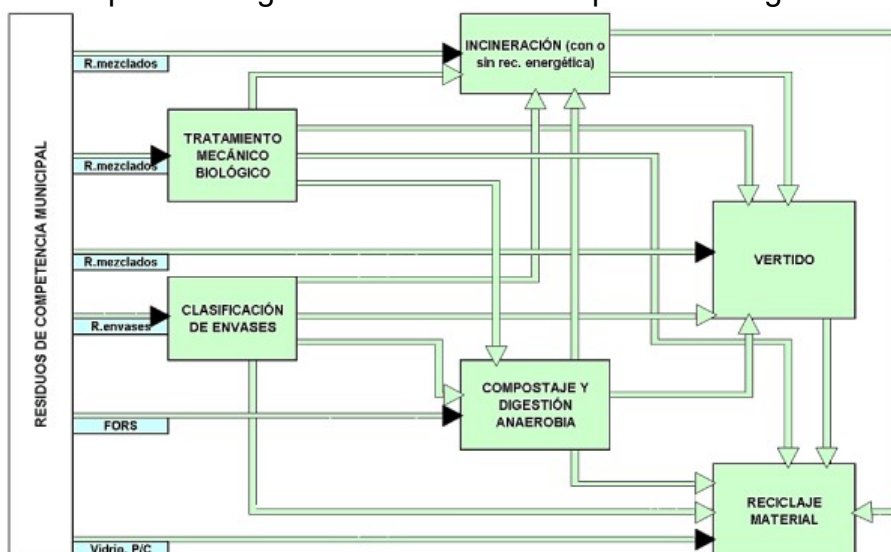 RESIDUOS DE COMPETENCIA MUNICIPAL
R.mezclados
INCINERACIÓN (con o
sin rec. energética)
R.mezclados
TRATAMIENTO
MECÁNICO
BIOLÓGICO
R.mezclados
VERTIDO
R.envases
CLASIFICACIÓN
DE ENVASES
FORS
COMPOSTAJE Y
DIGESTIÓN
ANAEROBIA
RECICLAJE
MATERIAL
Vidrio, P/C